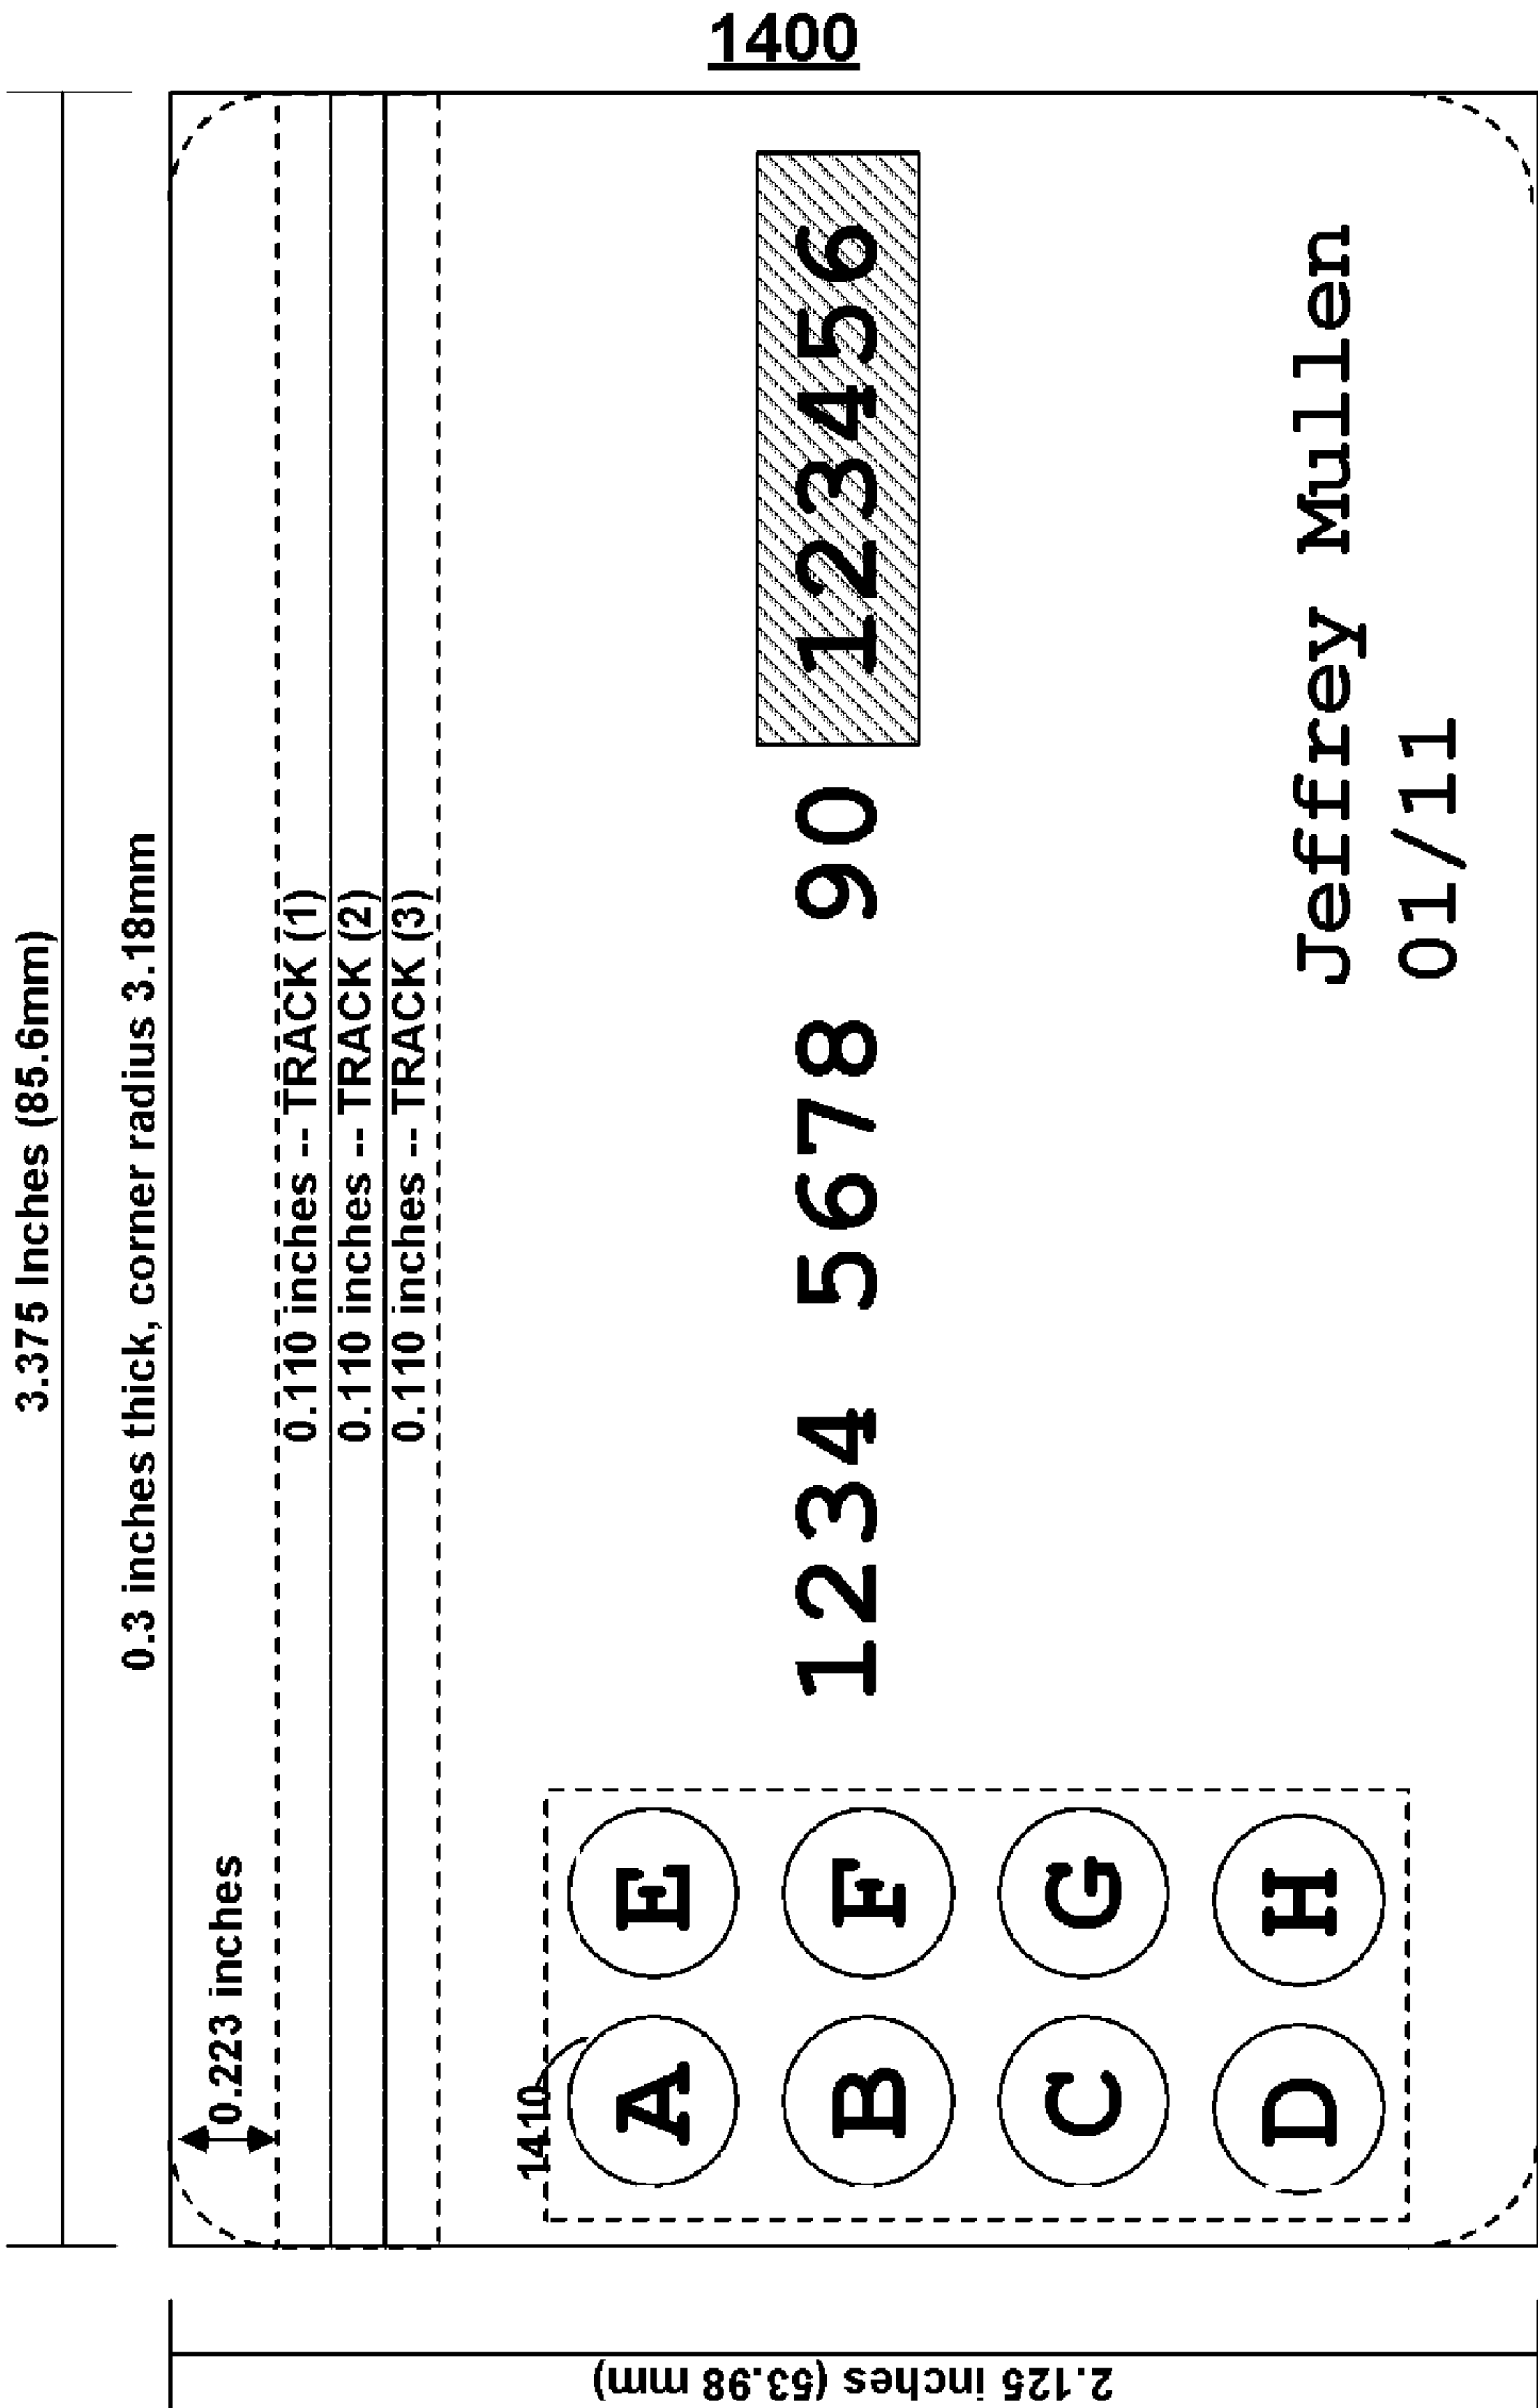 1400
3.375 Inches (85.6mm)
0.3 inches thick, corner radius 3.18mm
0.223 inches
0.110 inches -- TRACK (1)
0.110 inches -- TRACK (2)
0.110 inches -- TRACK (3)
1410
A E
B F
C G
D H
1234 5678 90 123456
Jeffrey Mullen
01/11
2.125 inches (53.98 mm)